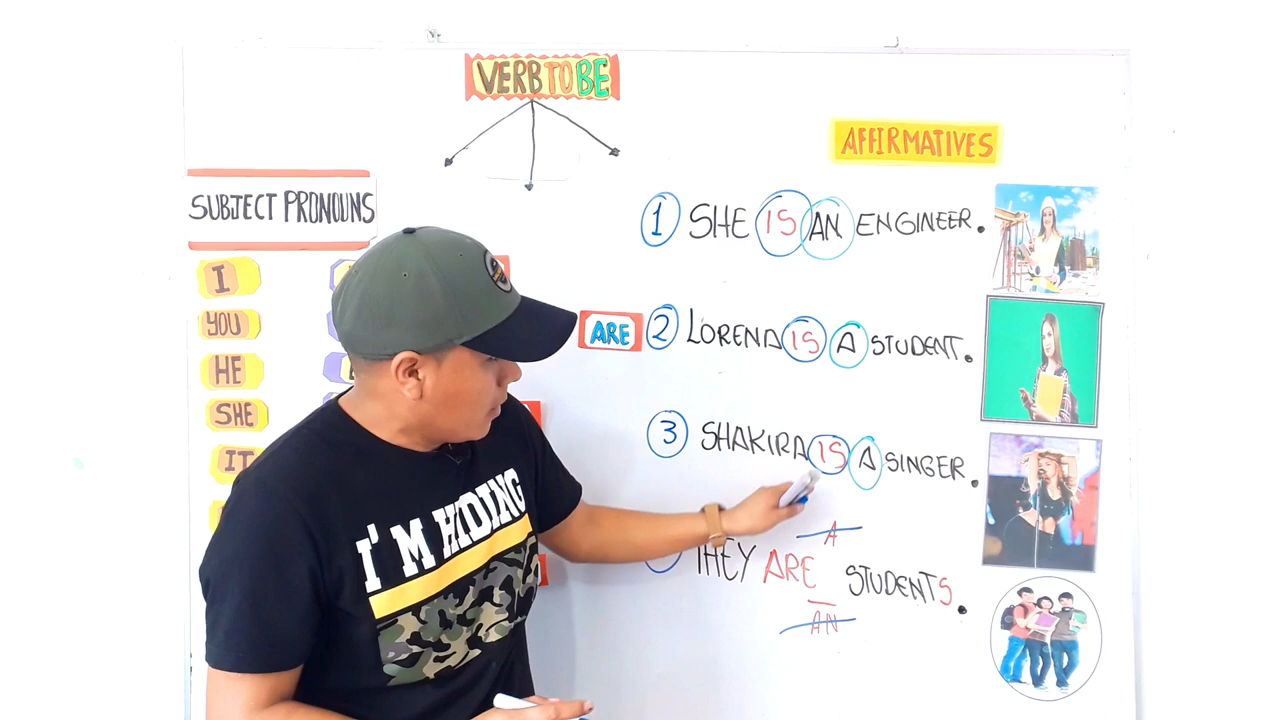 VERB TO BE
AFFIRMATIVES
SUBJECT PRONOUNS
I
YOU
HE
SHE
IT
ARE
1 SHE IS AN ENGINEER.
2 LORENA IS A STUDENT.
3 SHAKIRA IS A SINGER.
A
THEY ARE STUDENTS.
AN
I'M HIDING